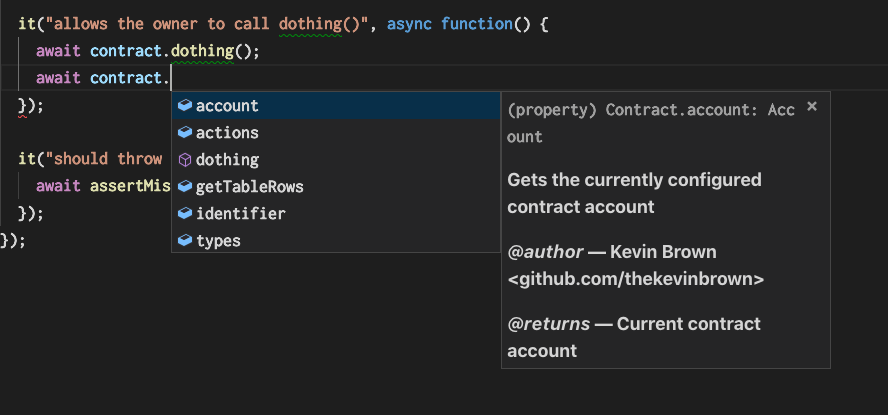 it("allows the owner to call dothing()", async function() {
await contract.dothing();
await contract.
});
account
actions
dothing
getTableRows
identifier
types
(property) Contract.account: Acc
ount
×
Gets the currently configured
contract account
@author — Kevin Brown
<github.com/thekevinbrown>
@returns — Current contract
account
it("should throw
await assertMis
});
});